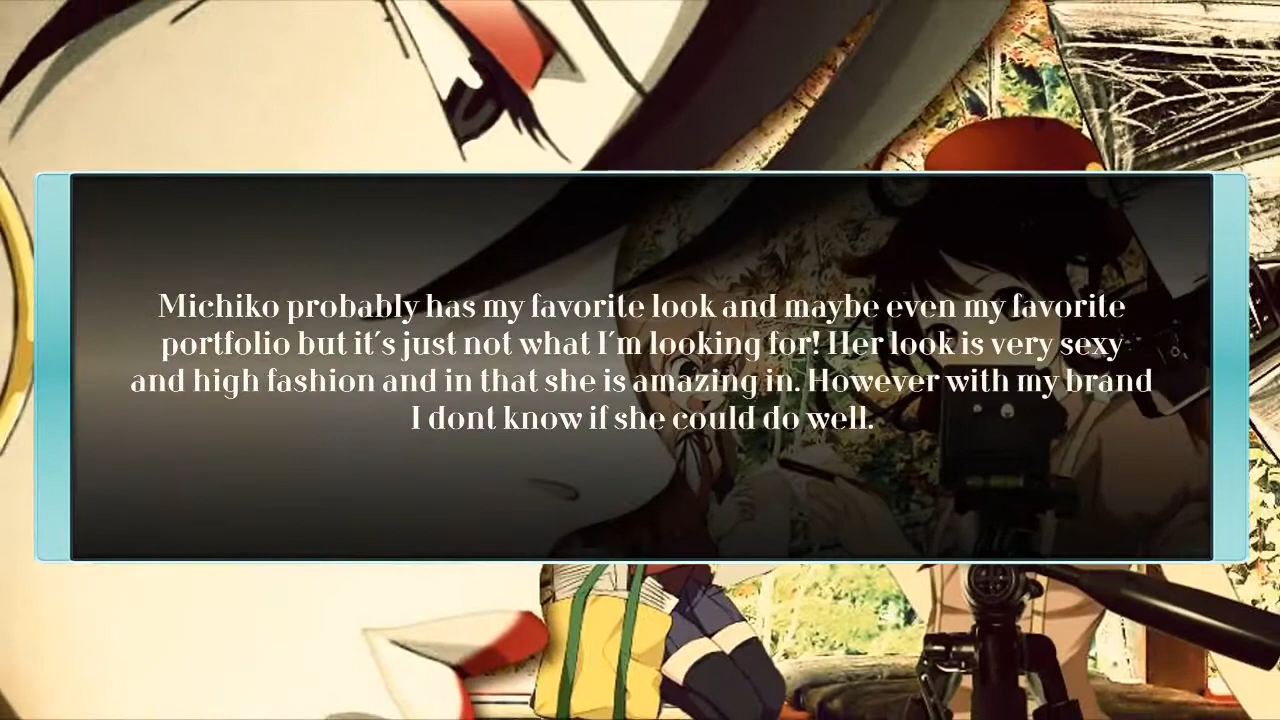 Michiko probably has my favorite look and maybe even my favorite
portfolio but it´s just not what I´m looking for! Her look is very sexy
and high fashion and in that she is amazing in. However with my brand
I dont know if she could do well.